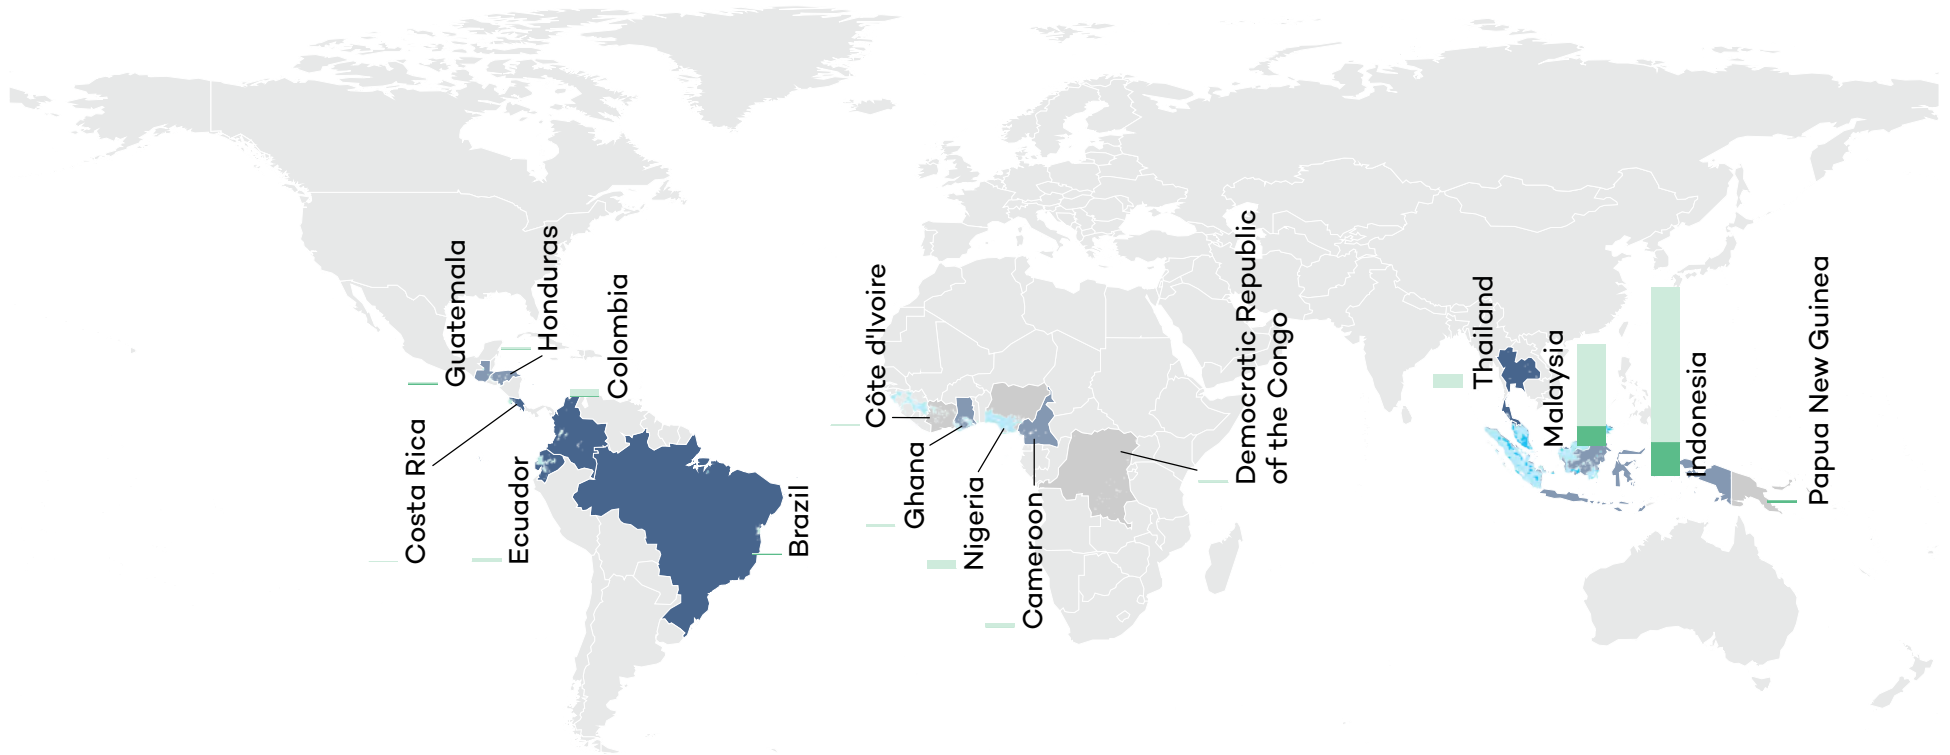 Guatemala
Honduras
Colombia
Costa Rica
Ecuador
Brazil
Côte d'Ivoire
Ghana
Nigeria
Cameroon
Democratic Republic
of the Congo
Thailand
Malaysia
Indonesia
Papua New Guinea